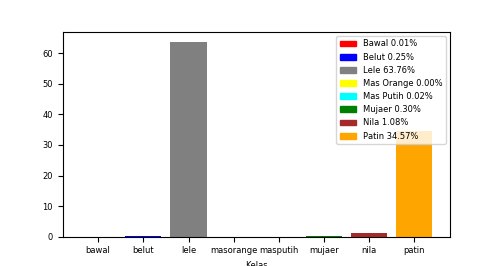 60
50
40
30
20
10
0
Bawal 0.01%
Belut 0.25%
Lele 63.76%
Mas Orange 0.00%
Mas Putih 0.02%
Mujaer 0.30%
Nila 1.08%
Patin 34.57%
bawal belut lele masorange masputih mujaer nila patin
Kelas